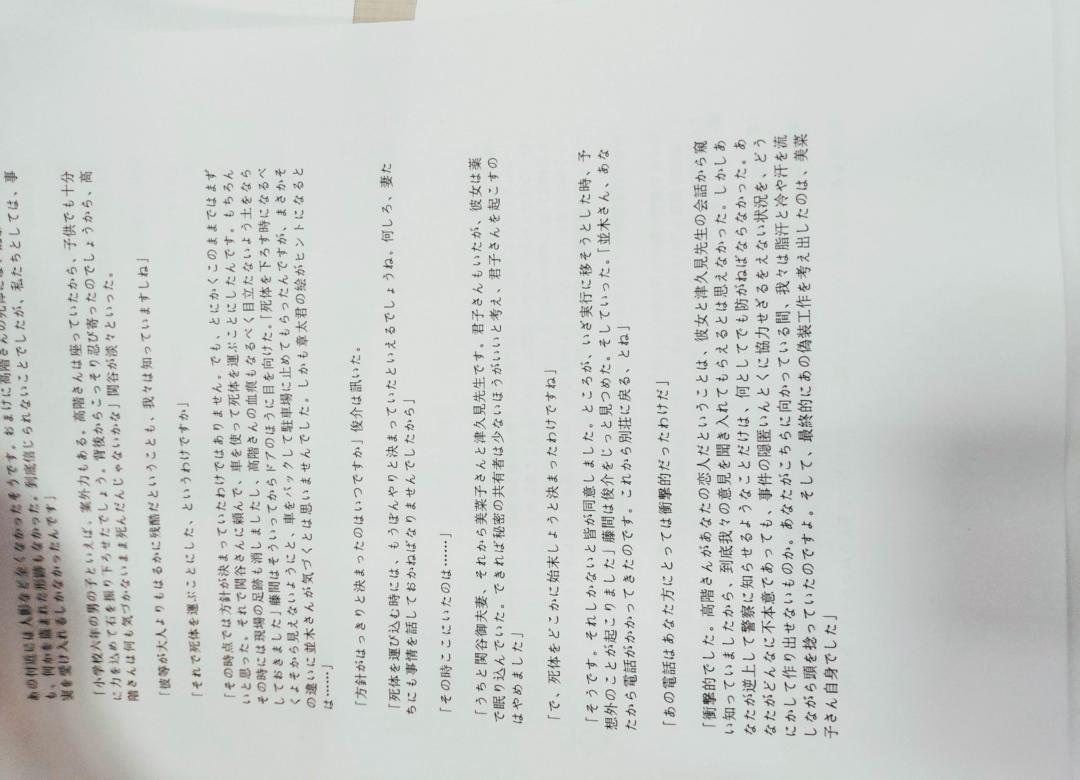 あの付近には人影など全くなかったそうです。おまけに高階さんの死体には、
も、何かを盗まれた形跡もなかった。到底信じられないことでしたが、私たちとしては、事
実を受け入れるしかなかったんです」
「小学校六年の男の子といえば、案外力もある。高階さんは座っていたから、子供でも十分
に力を込めて石を振り下ろせたでしょう。背後からこっそり忍び寄ったのでしょうから、高
階さんは何も気づかないまま死んだんじゃないかな」関谷が淡々といった。
「彼等が大人よりもはるかに残酷だということも、我々は知っていますしね」
「それで死体を運ぶことにした、というわけですか」
「その時点では方針が決まっていたわけではありません。でも、とにかくこのままではまず
いと思った。それで関谷さんに頼んで、車を使って死体を運ぶことにしたんです。もちろん
その時には現場の足跡も消しましたし、高階さんの血痕もなるべく目立たないよう土をなら
しておきました」藤間はそういってからドアのほうに目を向けた。「死体を下ろす時になるべ
くよそから見えないようにと、車をバックして駐車場に止めてもらったんですが、まさかそ
の違いに並木さんが気づくとは思いませんでした。しかも章太君の絵がヒントになると
は……」
「方針がはっきりと決まったのはいつですか」俊介は訊いた。
「死体を運び込む時には、もうぼんやりと決まっていたといえるでしょうね。何しろ、妻た
ちにも事情を話しておかねばなりませんでしたから」
「その時ここにいたのは……」
「うちと関谷御夫妻、それから美菜子さんと津久見先生です。君子さんもいたが、彼女は薬
で眠り込んでいた。できれば秘密の共有者は少ないほうがいいと考え、君子さんを起こすの
はやめました」
「で、死体をどこかに始末しようと決まったわけですね」
「そうです。それしかないと皆が同意しました。ところが、いざ実行に移そうとした時、予
想外のことが起こりました」藤間は俊介をじっと見つめた。そしていった。「並木さん、あな
たから電話がかかってきたのです。これから別荘に戻る、とね」
「あの電話はあなた方にとっては衝撃的だったわけだ」
「衝撃的でした。高階さんがあなたの恋人だということは、彼女と津久見先生の会話から窺
い知っていましたから、到底我々の意見を聞き入れてもらえるとは思えなかった。しかしあ
なたが逆上して警察に知らせるようなことだけは、何としてでも防がねばならなかった。あ
なたがどんなに不本意であっても、事件の隠匿いんとくに協力せざるをえない状況を、どう
にかして作り出せないものか。あなたがこちらに向かっている間、我々は脂汗と冷や汗を流
しながら頭を捻っていたのですよ。そして、最終的にあの偽装工作を考え出したのは、美菜
子さん自身でした」